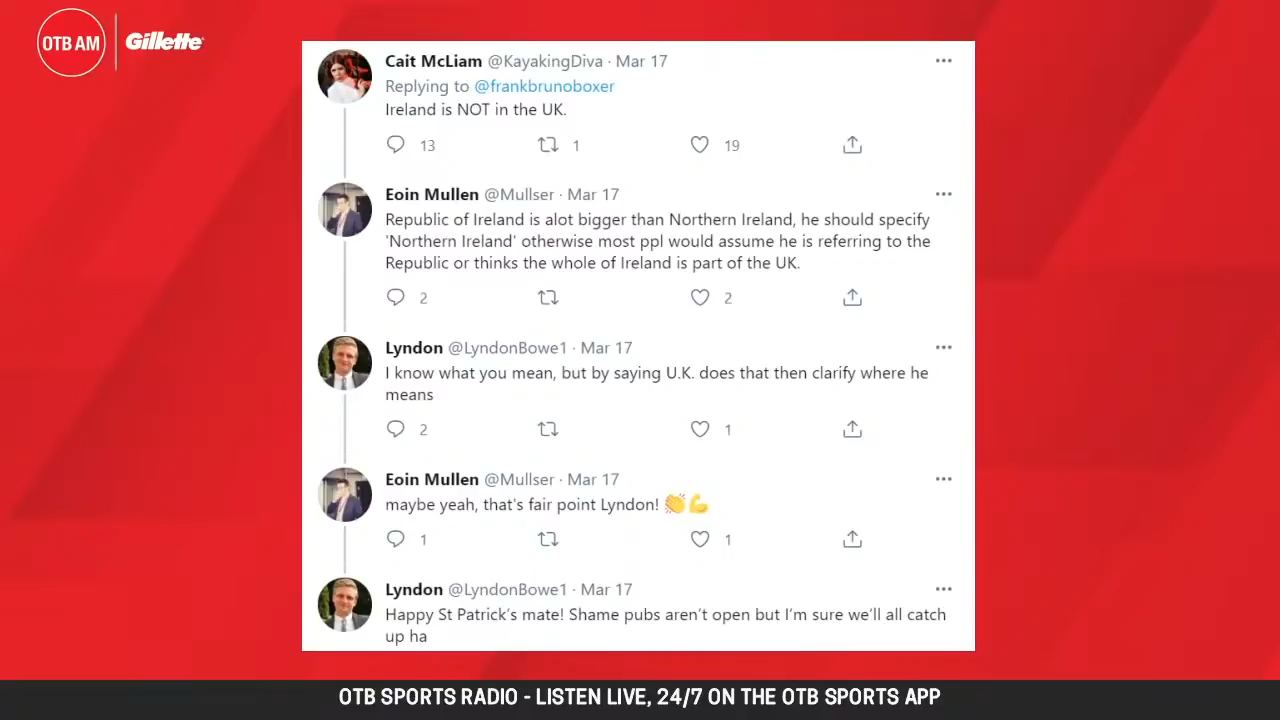 OTB AM
Gillette
Cait McLiam @KayakingDiva · Mar 17
Replying to @frankbrunoboxer
Ireland is NOT in the UK.
13 1 19
Eoin Mullen @Mullser · Mar 17
Republic of Ireland is alot bigger than Northern Ireland, he should specify
'Northern Ireland' otherwise most ppl would assume he is referring to the
Republic or thinks the whole of Ireland is part of the UK.
2 2
Lyndon @LyndonBowe1 · Mar 17
I know what you mean, but by saying U.K. does that then clarify where he
means
2 1
Eoin Mullen @Mullser · Mar 17
maybe yeah, that's fair point Lyndon! 👏💪
1 1
Lyndon @LyndonBowe1 · Mar 17
Happy St Patrick's mate! Shame pubs aren't open but I'm sure we'll all catch
up ha
OTB SPORTS RADIO - LISTEN LIVE, 24/7 ON THE OTB SPORTS APP